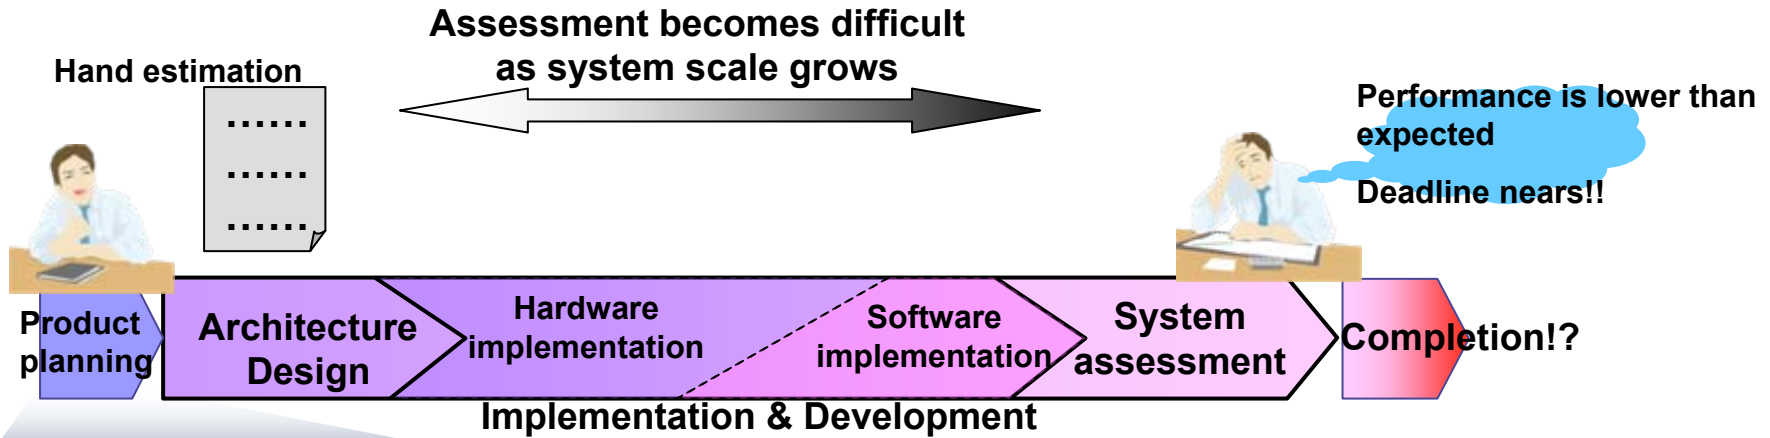 Assessment becomes difficult
as system scale grows
Hand estimation
......
......
......
Performance is lower than
expected
Deadline nears!!
Product
planning
Architecture
Design
Hardware
implementation
Software
implementation
System
assessment
Completion!?
Implementation & Development